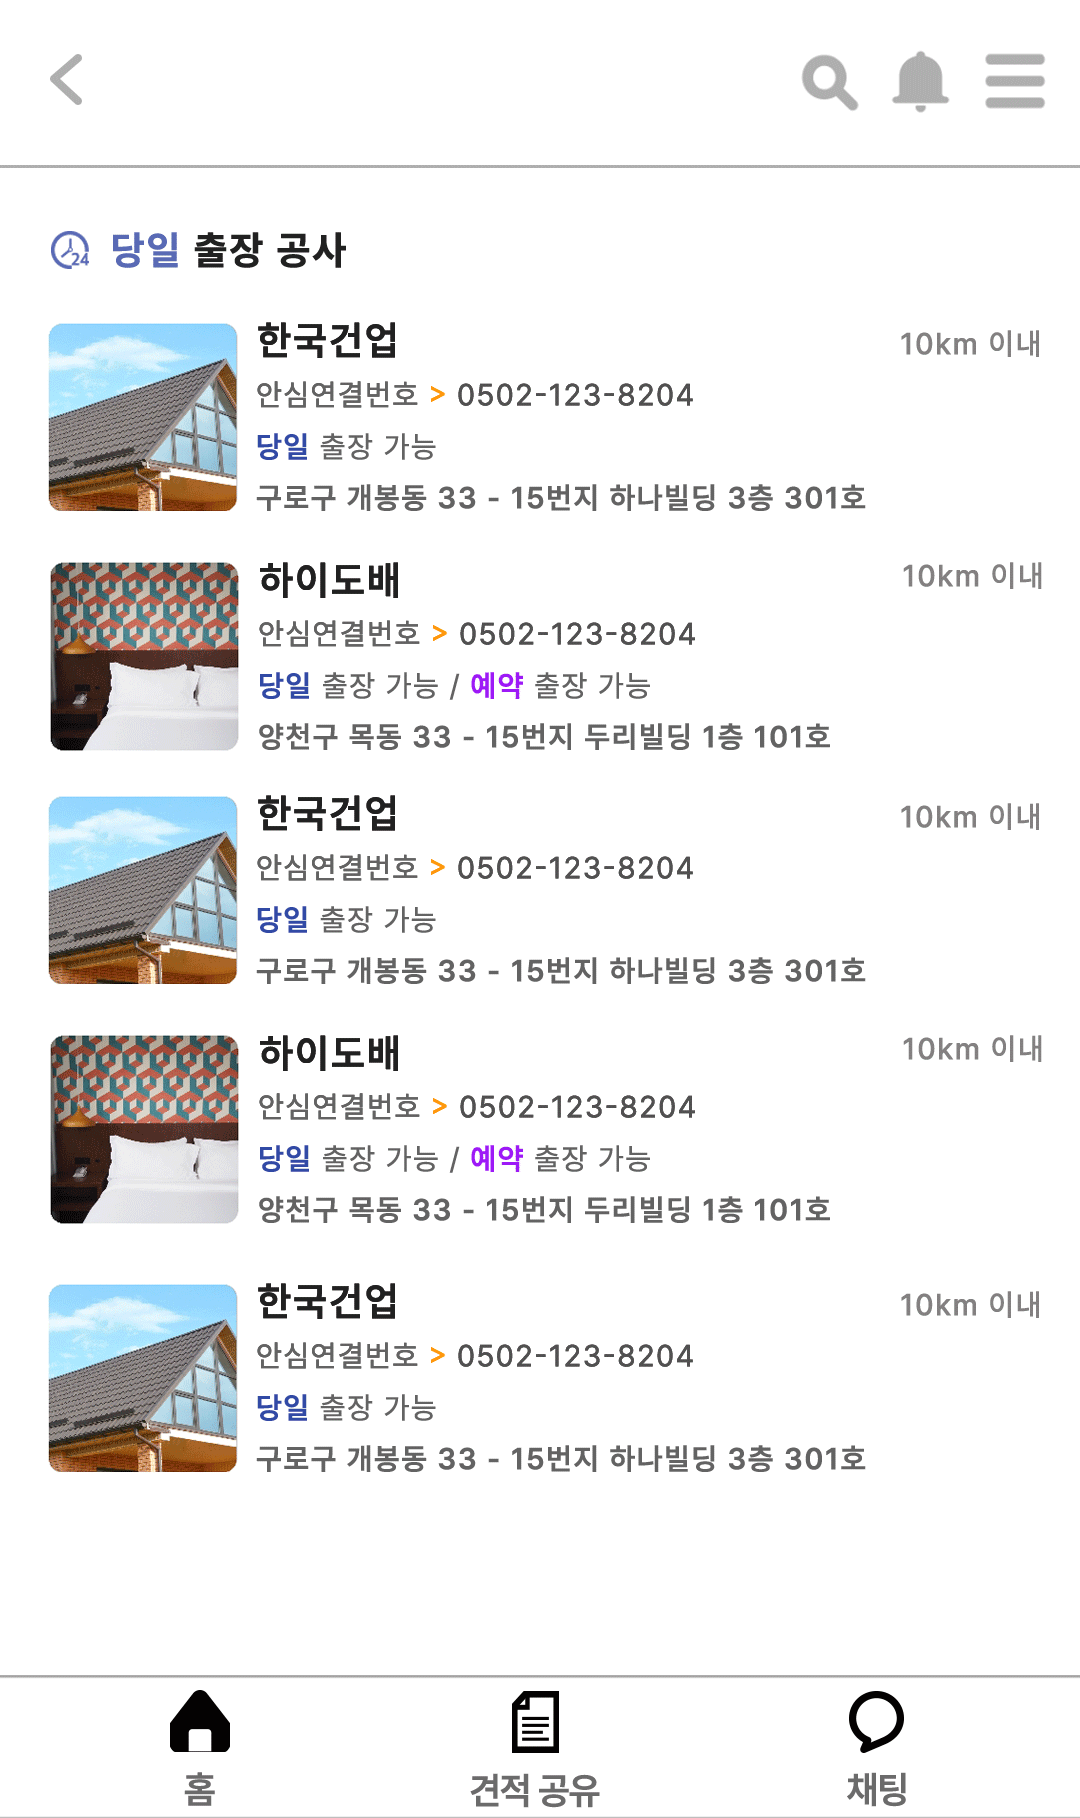 24 당일 출장 공사
한국건업
10km 이내
안심연결번호 > 0502-123-8204
당일 출장 가능
구로구 개봉동 33 - 15번지 하나빌딩 3층 301호
하이도배
10km 이내
안심연결번호 > 0502-123-8204
당일 출장 가능 / 예약 출장 가능
양천구 목동 33 - 15번지 두리빌딩 1층 101호
한국건업
10km 이내
안심연결번호 > 0502-123-8204
당일 출장 가능
구로구 개봉동 33 - 15번지 하나빌딩 3층 301호
하이도배
10km 이내
안심연결번호 > 0502-123-8204
당일 출장 가능 / 예약 출장 가능
양천구 목동 33 - 15번지 두리빌딩 1층 101호
한국건업
10km 이내
안심연결번호 > 0502-123-8204
당일 출장 가능
구로구 개봉동 33 - 15번지 하나빌딩 3층 301호
홈
견적 공유
채팅